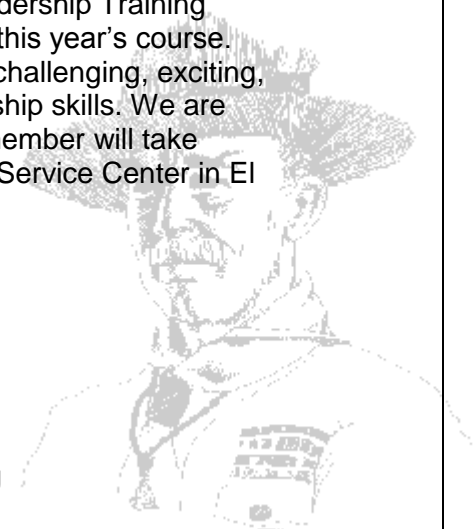 dership Training
this year’s course.
challenging, exciting,
ship skills. We are
ember will take
Service Center in El